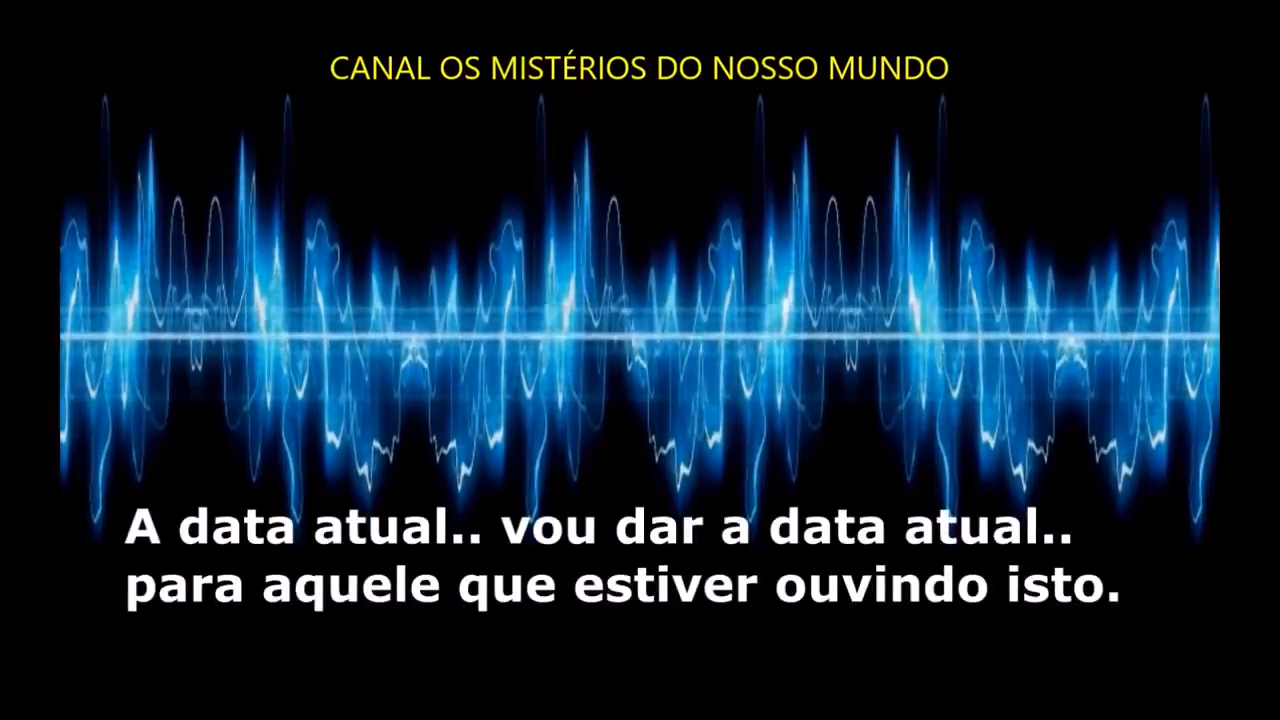 CANAL OS MISTÉRIOS DO NOSSO MUNDO
A data atual.. vou dar a data atual..
para aquele que estiver ouvindo isto.